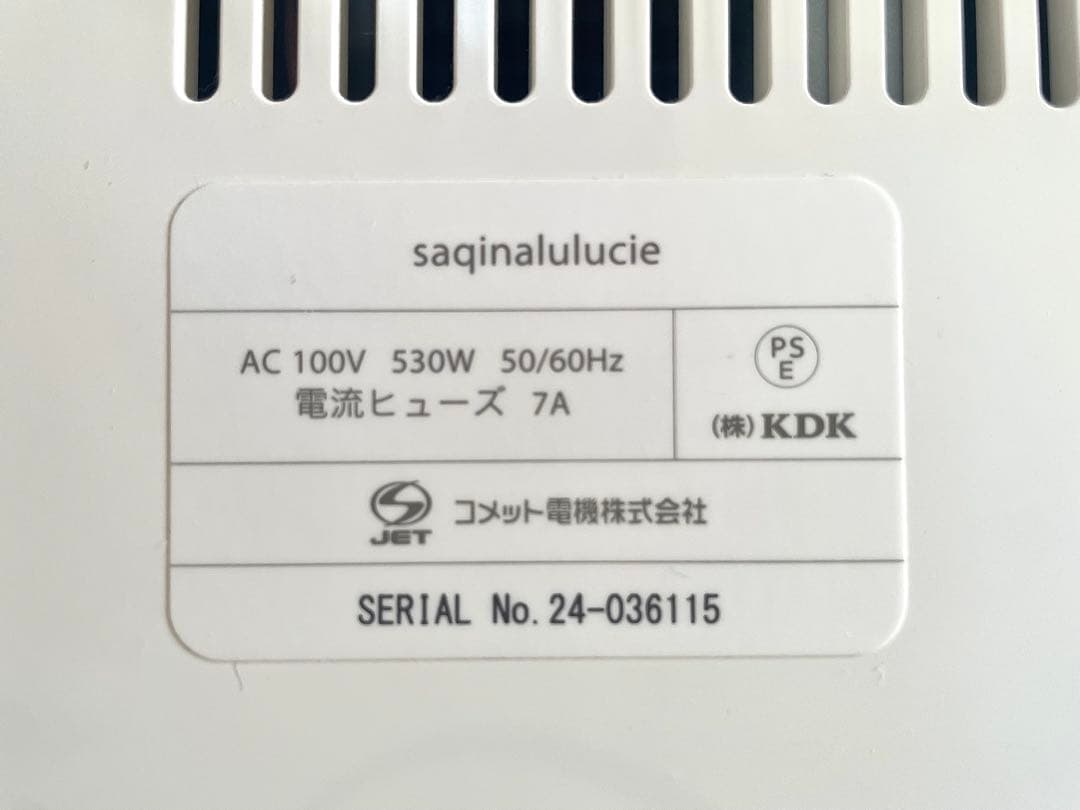 saqinalulucie
AC 100V 530W 50/60Hz
電流ヒューズ 7A
PS
E
(株)KDK
JET コメット電機株式会社
SERIAL No. 24-036115